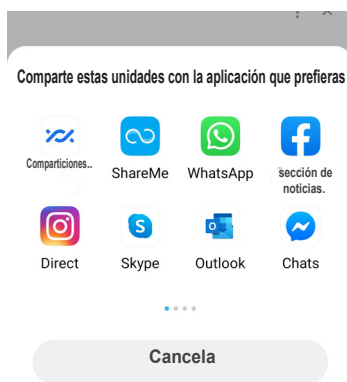 Comparte estas unidades con la aplicación que prefieras
Comparticiones..
ShareMe
WhatsApp
sección de
noticias.
Direct
Skype
Outlook
Chats
Cancela